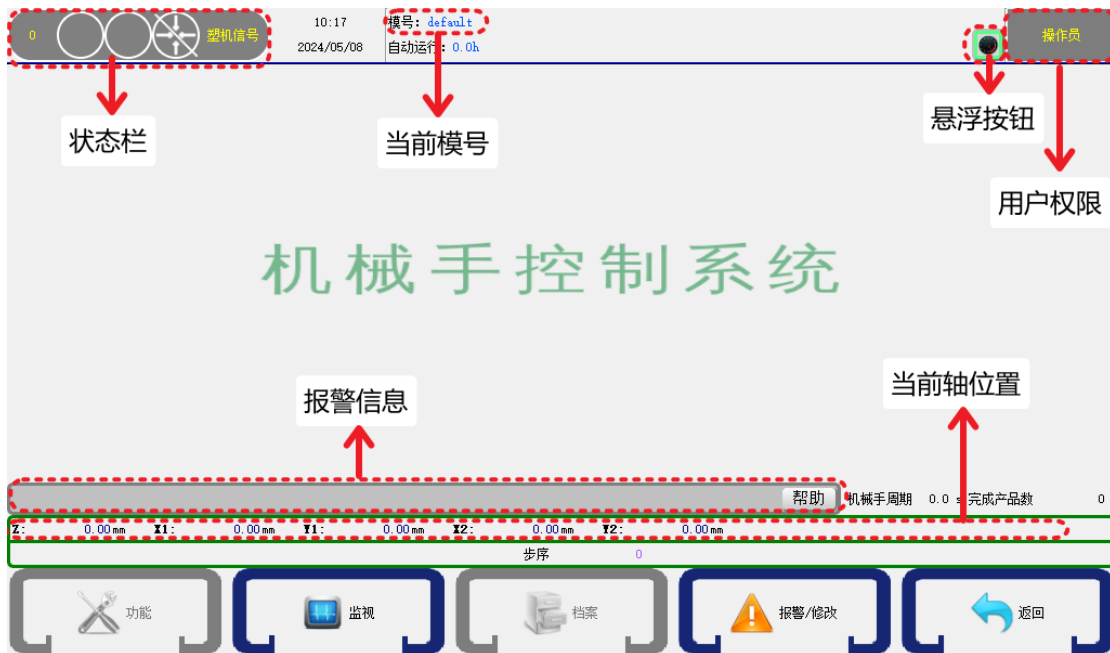 0 塑机信号 10:17 模号: default
2024/05/08 自动运行: 0.0h 操作员
状态栏 当前模号 悬浮按钮
用户权限
机械手控制系统
当前轴位置
报警信息
帮助 机械手周期 0.0 s 完成产品数 0
Z: 0.00mm X1: 0.00mm Y1: 0.00mm X2: 0.00mm Y2: 0.00mm
步序 0
功能 监视 档案 报警/修改 返回